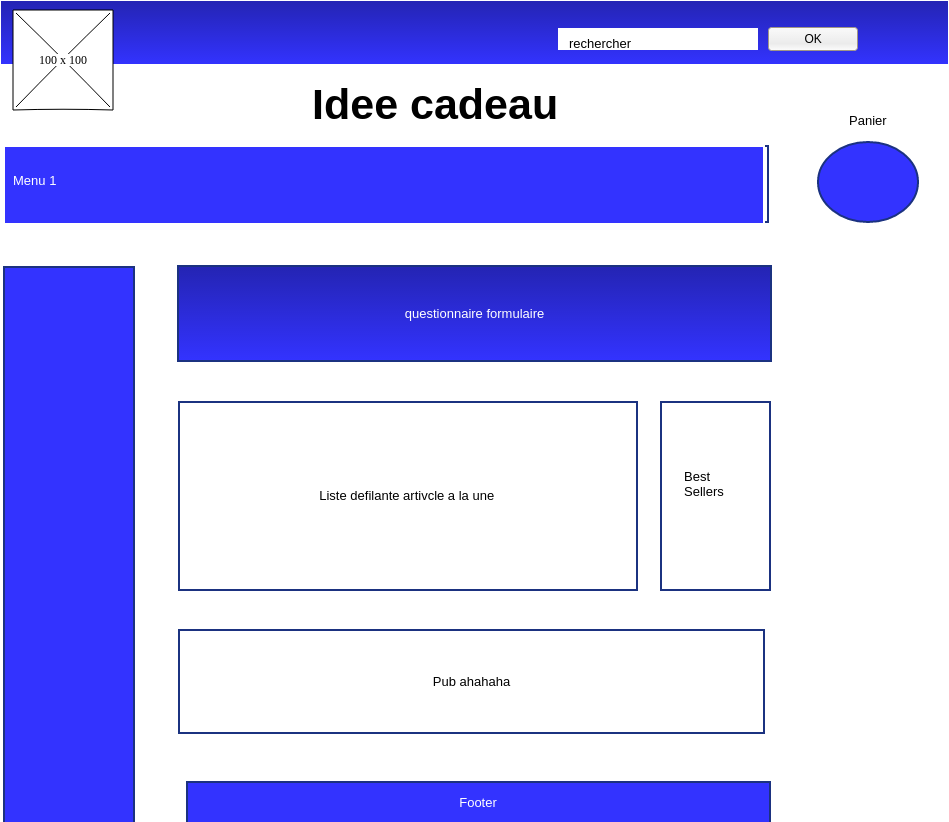 rechercher
OK
100 x 100
Idee cadeau
Panier
Menu 1
questionnaire formulaire
Liste defilante artivcle a la une
Best
Sellers
Pub ahahaha
Footer